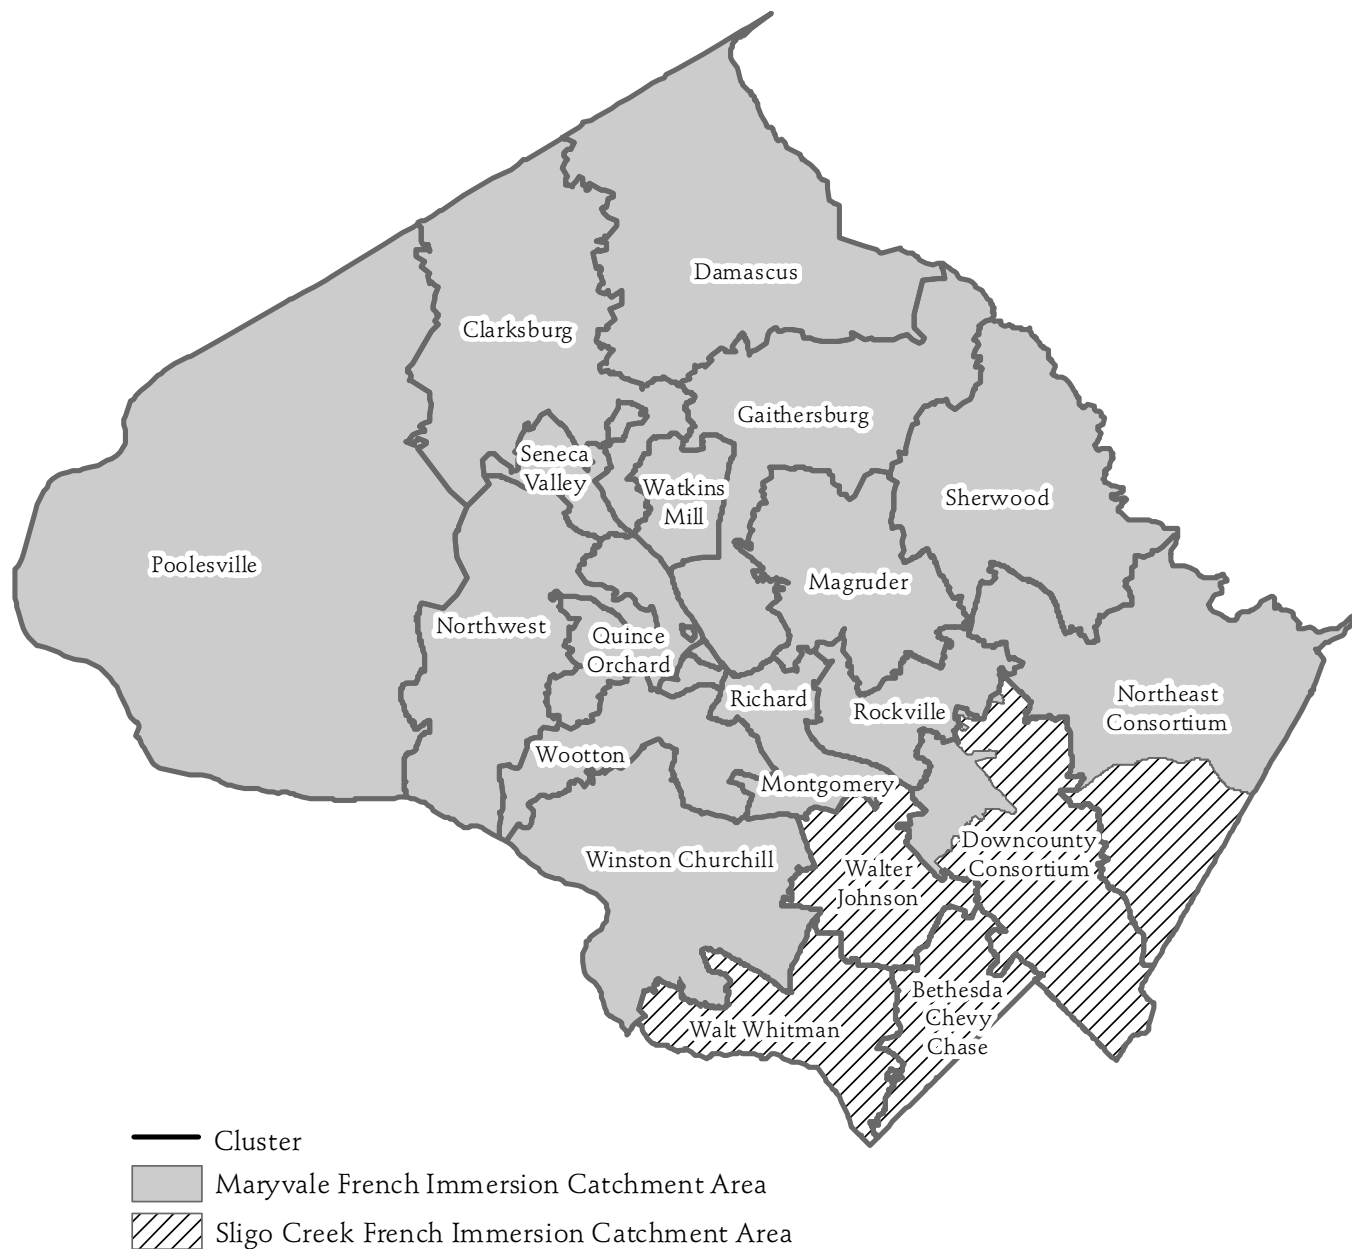 Damascus
Clarksburg
Gaithersburg
Seneca
Valley
Watkins
Mill
Sherwood
Poolesville
Magruder
Northwest
Quince
Orchard
Richard
Rockville
Northeast
Consortium
Wootton
Montgomery
Winston Churchill
Walter
Johnson
Downcounty
Consortium
Bethesda
Chevy
Chase
Walt Whitman
Cluster
Maryvale French Immersion Catchment Area
Sligo Creek French Immersion Catchment Area